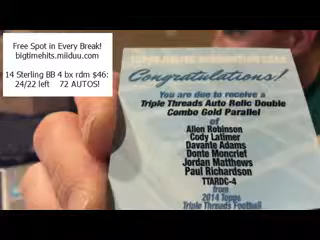 Free Spot in Every Break!
bigtimehits.miiduu.com
14 Sterling BB 4 bx rdm $46:
24/22 left 72 AUTOS!
Congratulations!
You are due to receive a
Triple Threads Auto Relic Double
Combo Gold Parallel
of
Allen Robinson
Cody Latimer
Davante Adams
Donte Moncrief
Jordan Matthews
Paul Richardson
TTARDC-4
from
2014 Topps
Triple Threads Football